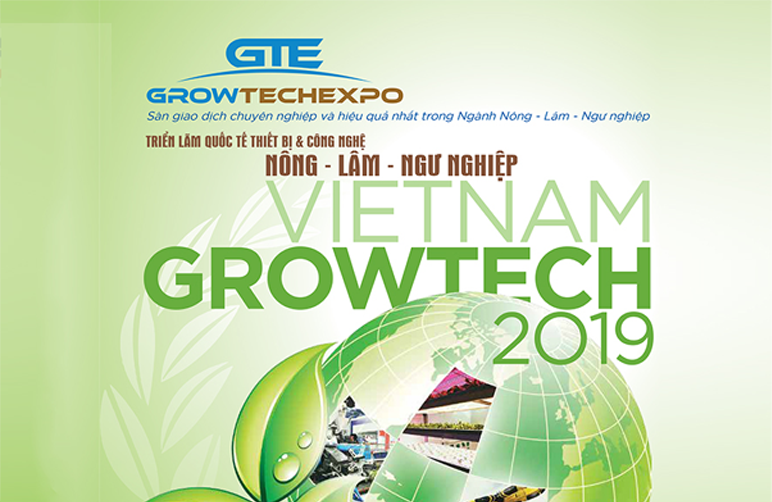 GTE
GROWTECHEXPO
Sàn giao dịch chuyên nghiệp và hiệu quả nhất trong Ngành Nông - Lâm - Ngư nghiệp
TRIỂN LÃM QUỐC TẾ THIẾT BỊ & CÔNG NGHỆ
NÔNG - LÂM - NGƯ NGHIỆP
VIETNAM
GROWTECH
2019